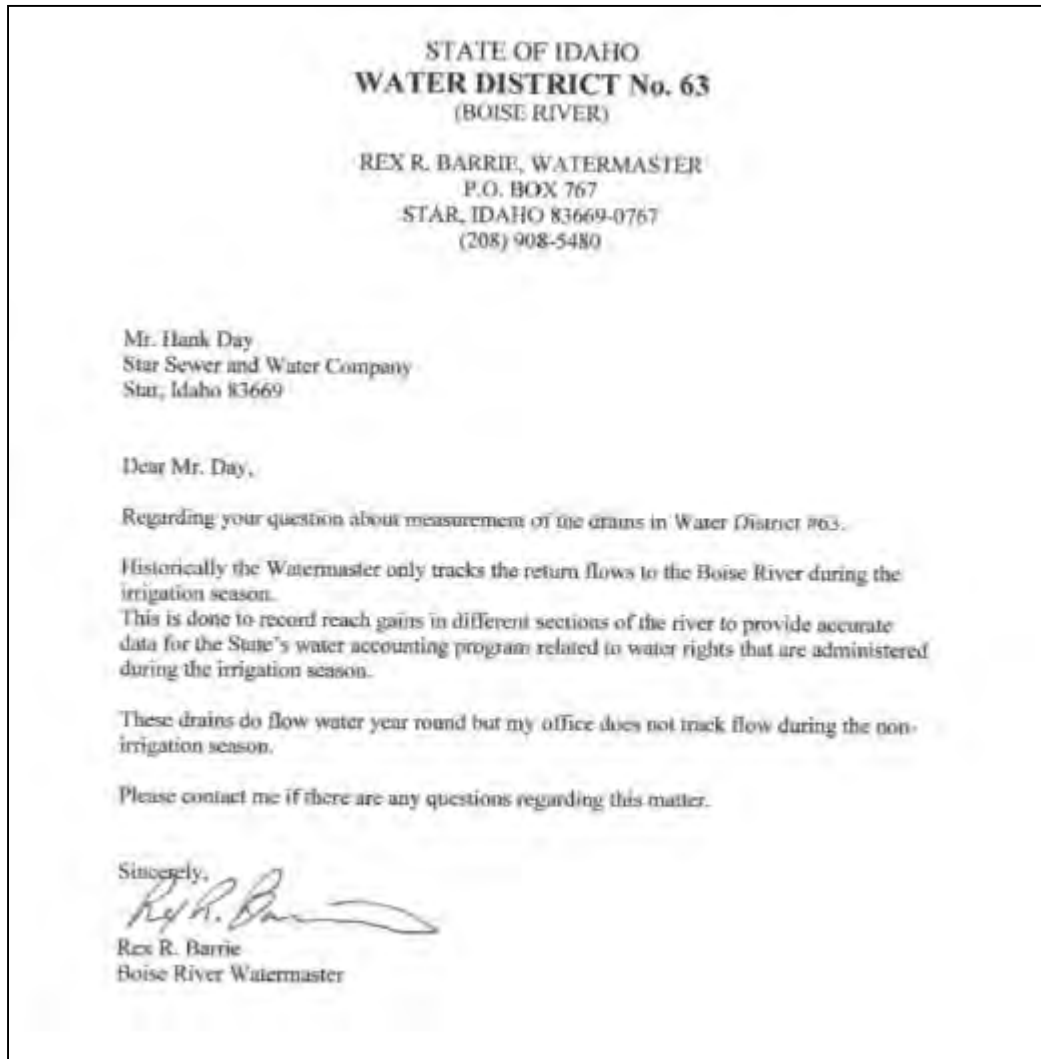 STATE OF IDAHO
WATER DISTRICT No. 63
(BOISE RIVER)
REX R. BARRIE, WATERMASTER
P.O. BOX 767
STAR, IDAHO 83669-0767
(208) 908-5480
Mr. Hank Day
Star Sewer and Water Company
Star, Idaho 83669
Dear Mr. Day,
Regarding your question about measurement of the drains in Water District #63.
Historically the Watermaster only tracks the return flows to the Boise River during the
irrigation season.
This is done to record reach gains in different sections of the river to provide accurate
data for the State's water accounting program related to water rights that are administered
during the irrigation season.
These drains do flow water year round but my office does not track flow during the non-
irrigation season.
Please contact me if there are any questions regarding this matter.
Sincerely,
Rex R. Barrie
Rex R. Barrie
Boise River Watermaster